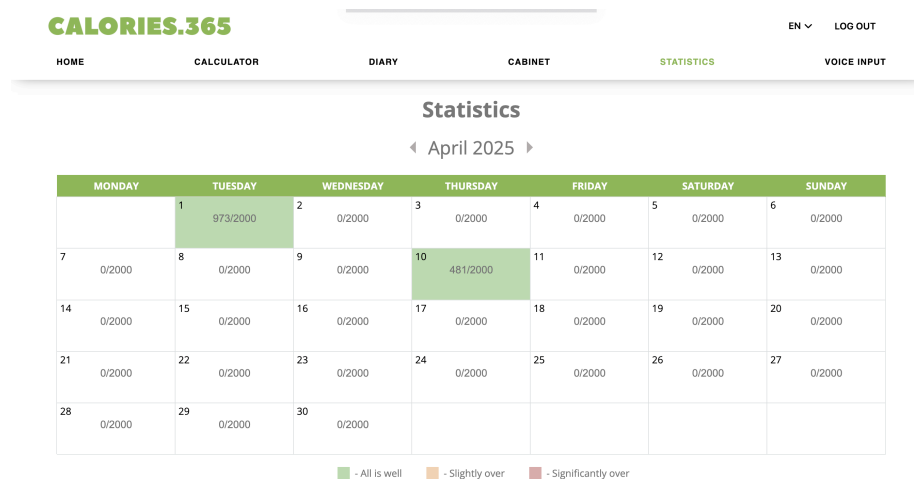 CALORIES.365
EN LOG OUT
HOME CALCULATOR DIARY CABINET STATISTICS VOICE INPUT
Statistics
April 2025
MONDAY TUESDAY WEDNESDAY THURSDAY FRIDAY SATURDAY SUNDAY
1 2 3 4 5 6
973/2000 0/2000 0/2000 0/2000 0/2000 0/2000
7 8 9 10 11 12 13
0/2000 0/2000 0/2000 481/2000 0/2000 0/2000 0/2000
14 15 16 17 18 19 20
0/2000 0/2000 0/2000 0/2000 0/2000 0/2000 0/2000
21 22 23 24 25 26 27
0/2000 0/2000 0/2000 0/2000 0/2000 0/2000 0/2000
28 29 30
0/2000 0/2000 0/2000
- All is well - Slightly over - Significantly over